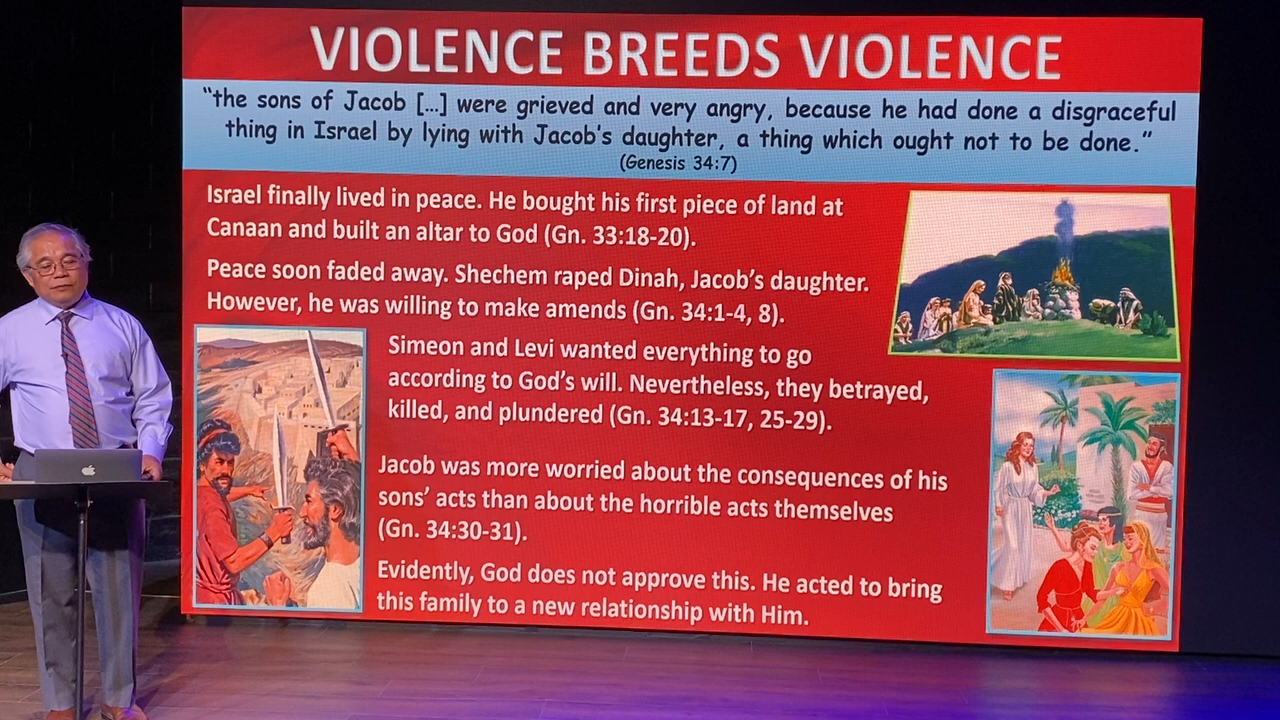 VIOLENCE BREEDS VIOLENCE
“the sons of Jacob […] were grieved and very angry, because he had done a disgraceful
thing in Israel by lying with Jacob's daughter, a thing which ought not to be done.”
(Genesis 34:7)
Israel finally lived in peace. He bought his first piece of land at
Canaan and built an altar to God (Gn. 33:18-20).
Peace soon faded away. Shechem raped Dinah, Jacob’s daughter.
However, he was willing to make amends (Gn. 34:1-4, 8).
Simeon and Levi wanted everything to go
according to God’s will. Nevertheless, they betrayed,
killed, and plundered (Gn. 34:13-17, 25-29).
Jacob was more worried about the consequences of his
sons’ acts than about the horrible acts themselves
(Gn. 34:30-31).
Evidently, God does not approve this. He acted to bring
this family to a new relationship with Him.